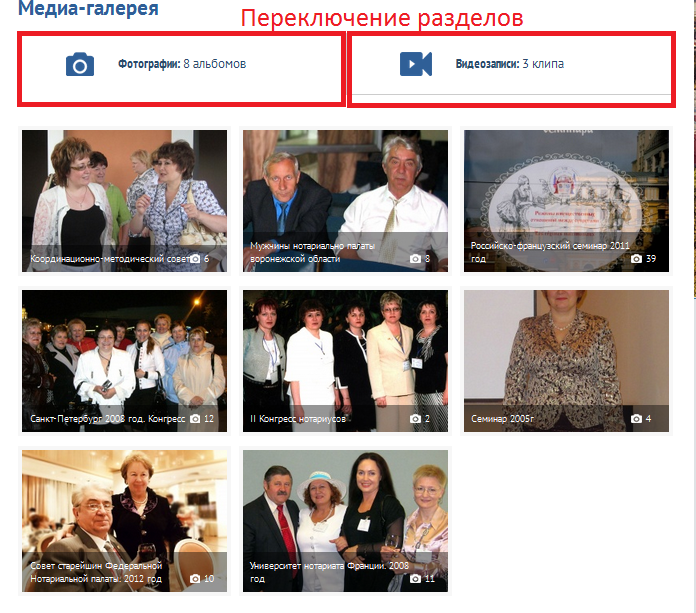 Медиа-галерея
Переключение разделов
Фотографии: 8 альбомов
Видеозаписи: 3 клипа
Координационно-методический совет 6
Мужчины нотариально палаты
воронежской области 8
семинара
Российско-французский семинар 2011
год 39
Санкт-Петербург 2008 год. Конгресс 12
II Конгресс нотариусов 2
Семинар 2005г 4
Совет старейшин Федеральной
Нотариальной палаты. 2012 год 10
Университет нотариата Франции. 2008
год 11